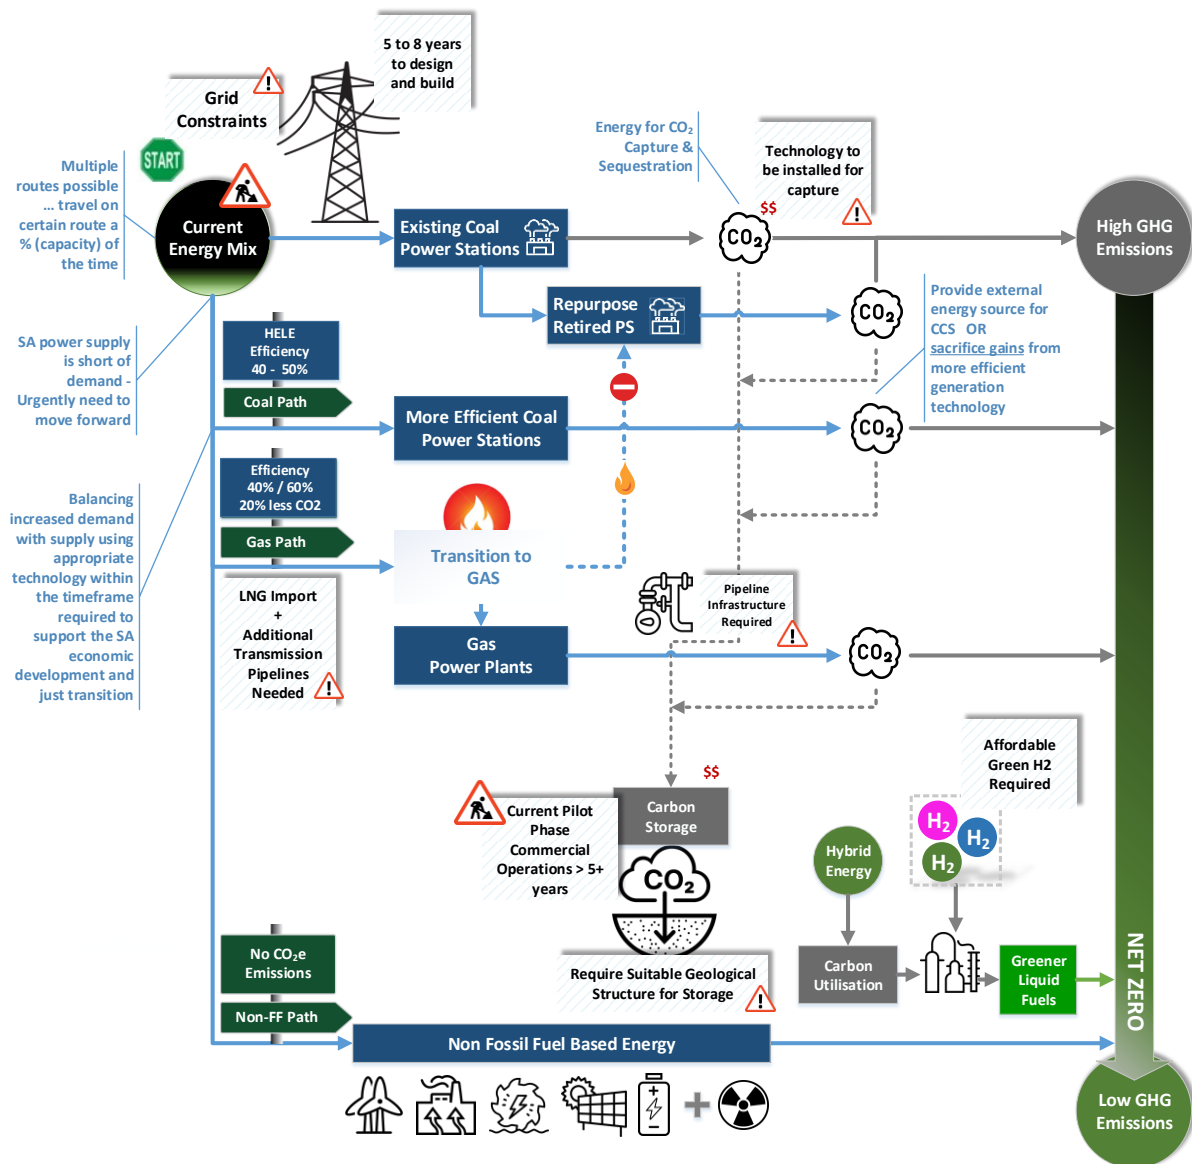 5 to 8 years
to design
and build
Grid
Constraints
START
Multiple
routes possible
... travel on
certain route a
% (capacity) of
the time
Current
Energy Mix
Existing Coal
Power Stations
Energy for CO₂
Capture &
Sequestration
Technology to
be installed for
capture
$$
CO₂
High GHG
Emissions
Repurpose
Retired PS
CO₂
Provide external
energy source for
CCS OR
sacrifice gains from
more efficient
generation
technology
SA power supply
is short of
demand -
Urgently need to
move forward
HELE
Efficiency
40 - 50%
Coal Path
More Efficient Coal
Power Stations
CO₂
Efficiency
40% / 60%
20% less CO2
Gas Path
Transition to
GAS
Balancing
increased demand
with supply using
appropriate
technology within
the timeframe
required to
support the SA
economic
development and
just transition
LNG Import
+
Additional
Transmission
Pipelines
Needed
Pipeline
Infrastructure
Required
Gas
Power Plants
CO₂
Affordable
Green H2
Required
$$
Carbon
Storage
Current Pilot
Phase
Commercial
Operations > 5+
years
CO₂
H₂
H₂
H₂
Hybrid
Energy
No CO₂e
Emissions
Non-FF Path
Require Suitable Geological
Structure for Storage
Carbon
Utilisation
Greener
Liquid
Fuels
NET ZERO
Non Fossil Fuel Based Energy
Low GHG
Emissions